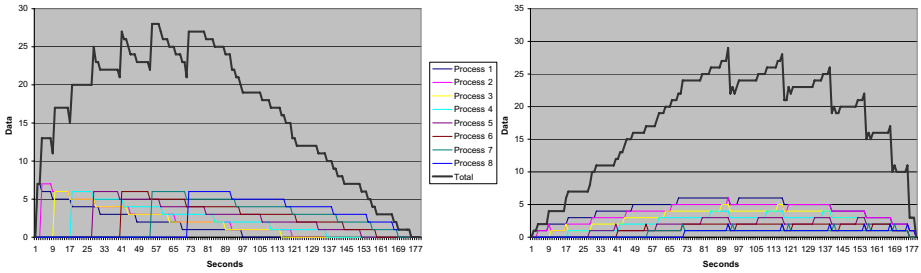 30
25
20
15
10
5
0
Data
1 9 17 25 33 41 49 57 65 73 81 89 97 105 113 121 129 137 145 153 161 169 177
Seconds
Process 1
Process 2
Process 3
Process 4
Process 5
Process 6
Process 7
Process 8
Total
35
30
25
20
15
10
5
0
Data
1 9 17 25 33 41 49 57 65 73 81 89 97 105 113 121 129 137 145 153 161 169 177
Seconds